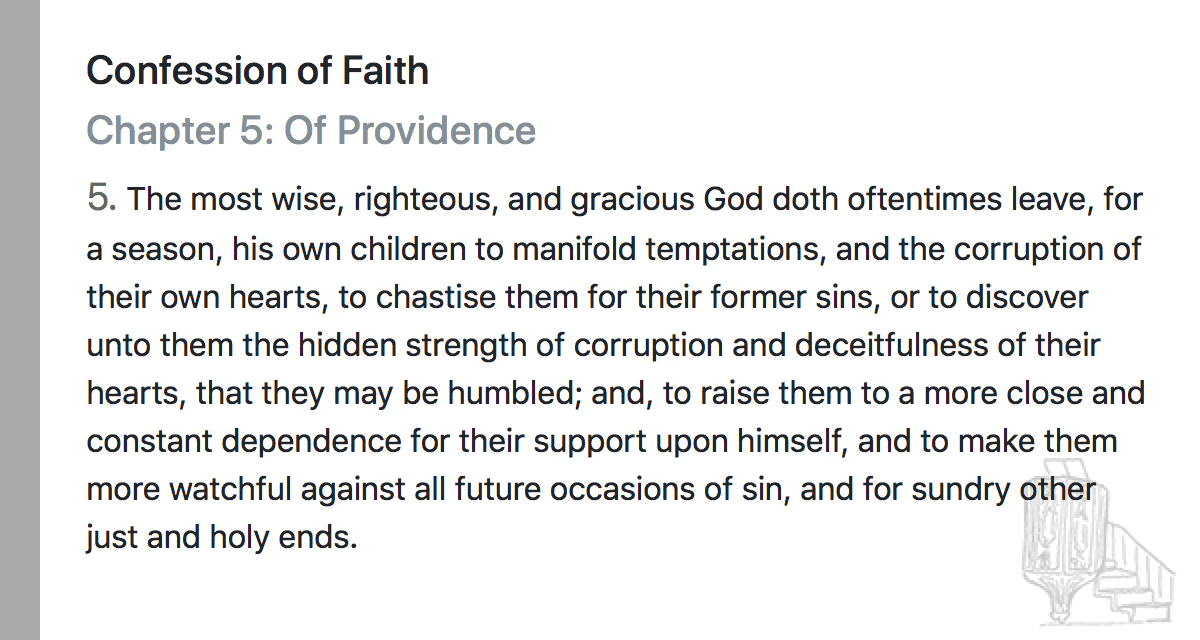 Confession of Faith
Chapter 5: Of Providence
5. The most wise, righteous, and gracious God doth oftentimes leave, for
a season, his own children to manifold temptations, and the corruption of
their own hearts, to chastise them for their former sins, or to discover
unto them the hidden strength of corruption and deceitfulness of their
hearts, that they may be humbled; and, to raise them to a more close and
constant dependence for their support upon himself, and to make them
more watchful against all future occasions of sin, and for sundry other
just and holy ends.